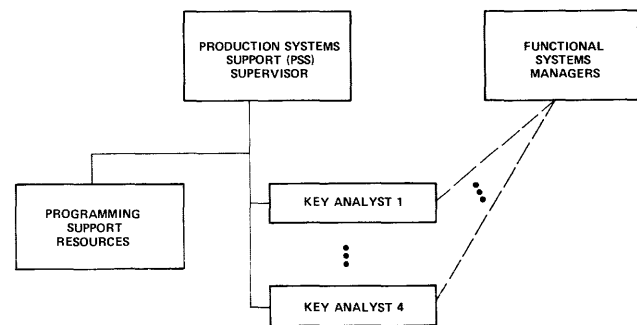 PRODUCTION SYSTEMS
SUPPORT (PSS)
SUPERVISOR
FUNCTIONAL
SYSTEMS
MANAGERS
PROGRAMMING
SUPPORT
RESOURCES
KEY ANALYST 1
KEY ANALYST 4